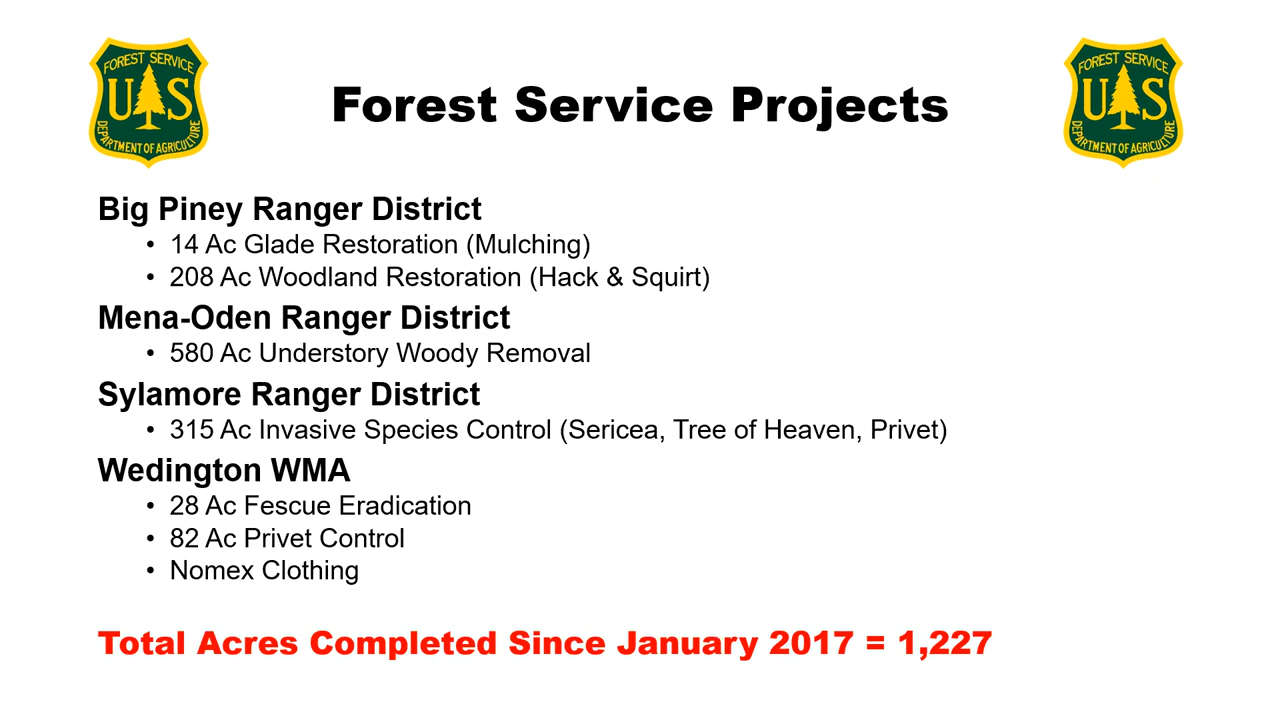 FOREST SERVICE
US
DEPARTMENT OF AGRICULTURE
Forest Service Projects
FOREST SERVICE
US
DEPARTMENT OF AGRICULTURE
Big Piney Ranger District
• 14 Ac Glade Restoration (Mulching)
• 208 Ac Woodland Restoration (Hack & Squirt)
Mena-Oden Ranger District
• 580 Ac Understory Woody Removal
Sylamore Ranger District
• 315 Ac Invasive Species Control (Sericea, Tree of Heaven, Privet)
Wedington WMA
• 28 Ac Fescue Eradication
• 82 Ac Privet Control
• Nomex Clothing
Total Acres Completed Since January 2017 = 1,227